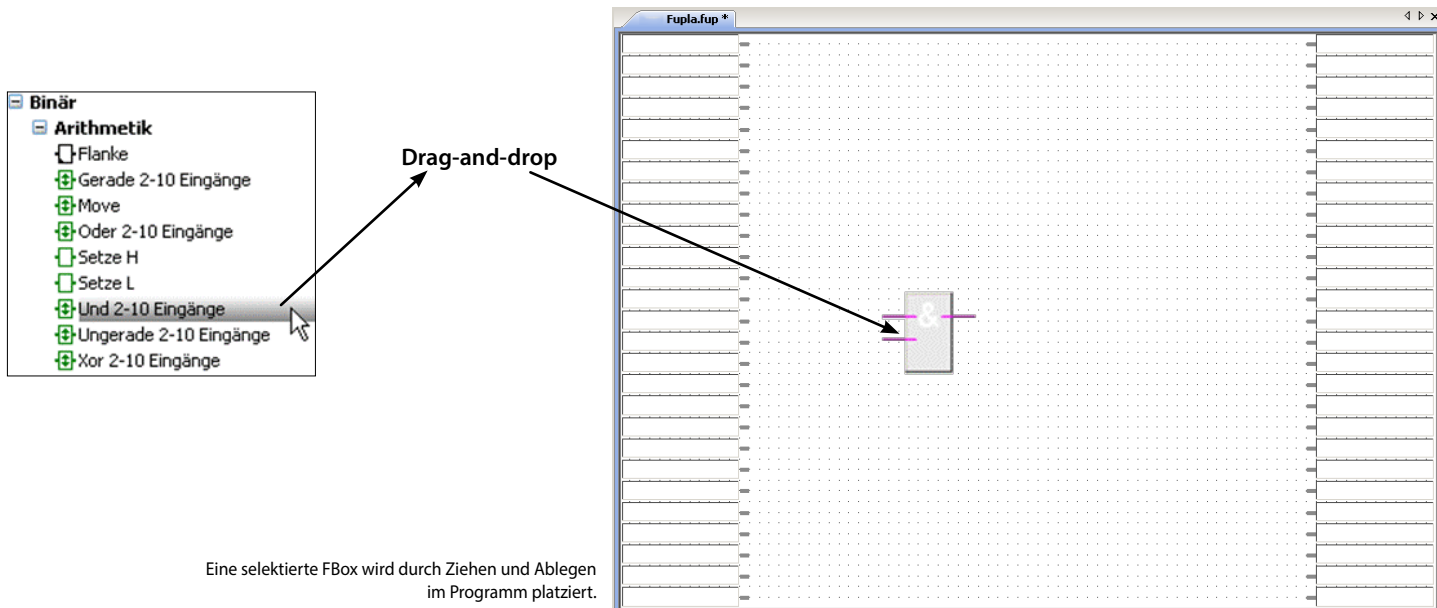 Fupla.fup *
Binär
Arithmetik
Flanke
Gerade 2-10 Eingänge
Move
Oder 2-10 Eingänge
Setze H
Setze L
Und 2-10 Eingänge
Ungerade 2-10 Eingänge
Xor 2-10 Eingänge
Drag-and-drop
&
Eine selektierte FBox wird durch Ziehen und Ablegen
im Programm platziert.